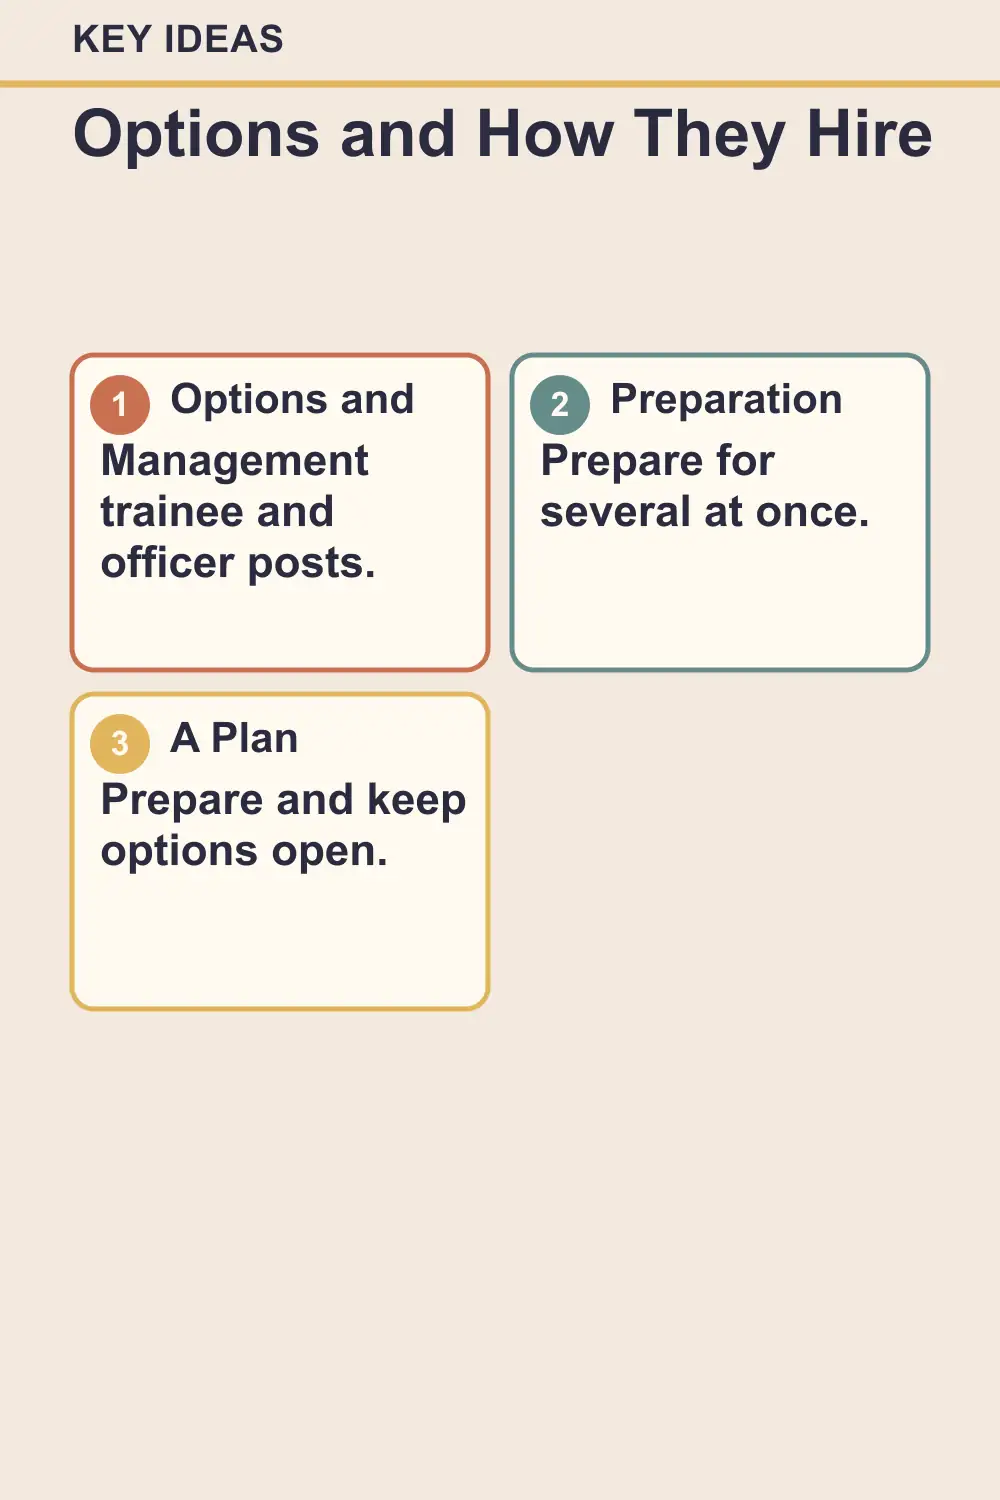 KEY IDEAS
Options and How They Hire
1 Options and
Management
trainee and
officer posts.
2 Preparation
Prepare for
several at once.
3 A Plan
Prepare and keep
options open.